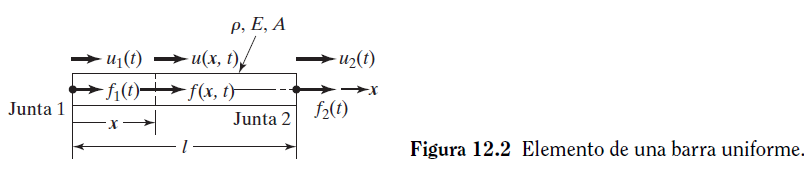 ρ, E, A
u₁(t) u(x, t) u₂(t)
f₁(t) f(x, t) x
Junta 1 Junta 2 f₂(t)
x
l
Figura 12.2 Elemento de una barra uniforme.